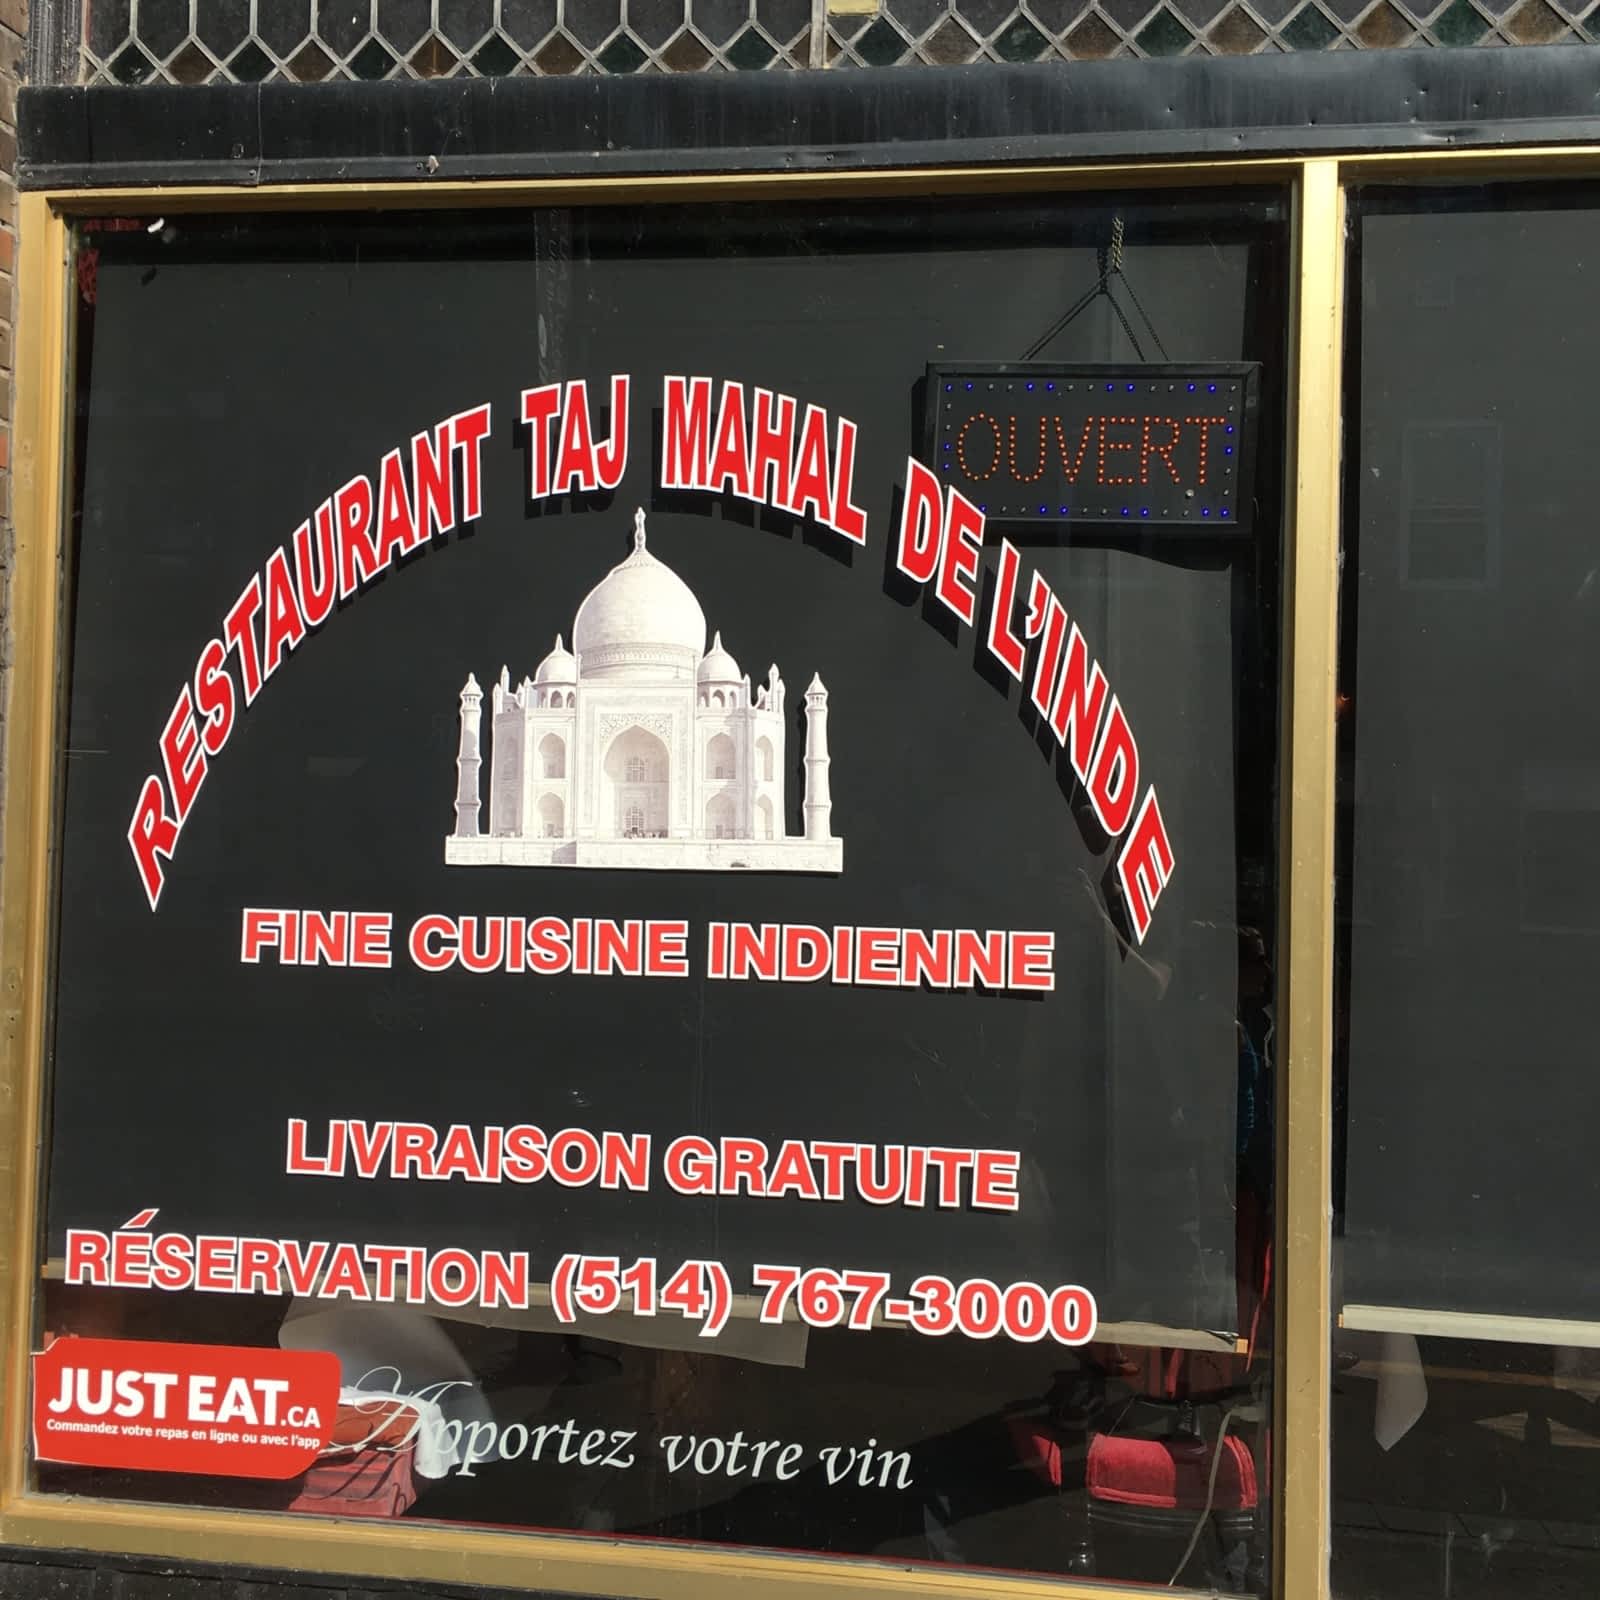 RESTAURANT TAJ MAHAL DE L'INDE
OUVERT
FINE CUISINE INDIENNE
LIVRAISON GRATUITE
RÉSERVATION (514) 767-3000
JUST EAT.CA
Commandez votre repas en ligne ou avec l'app
Apportez votre vin